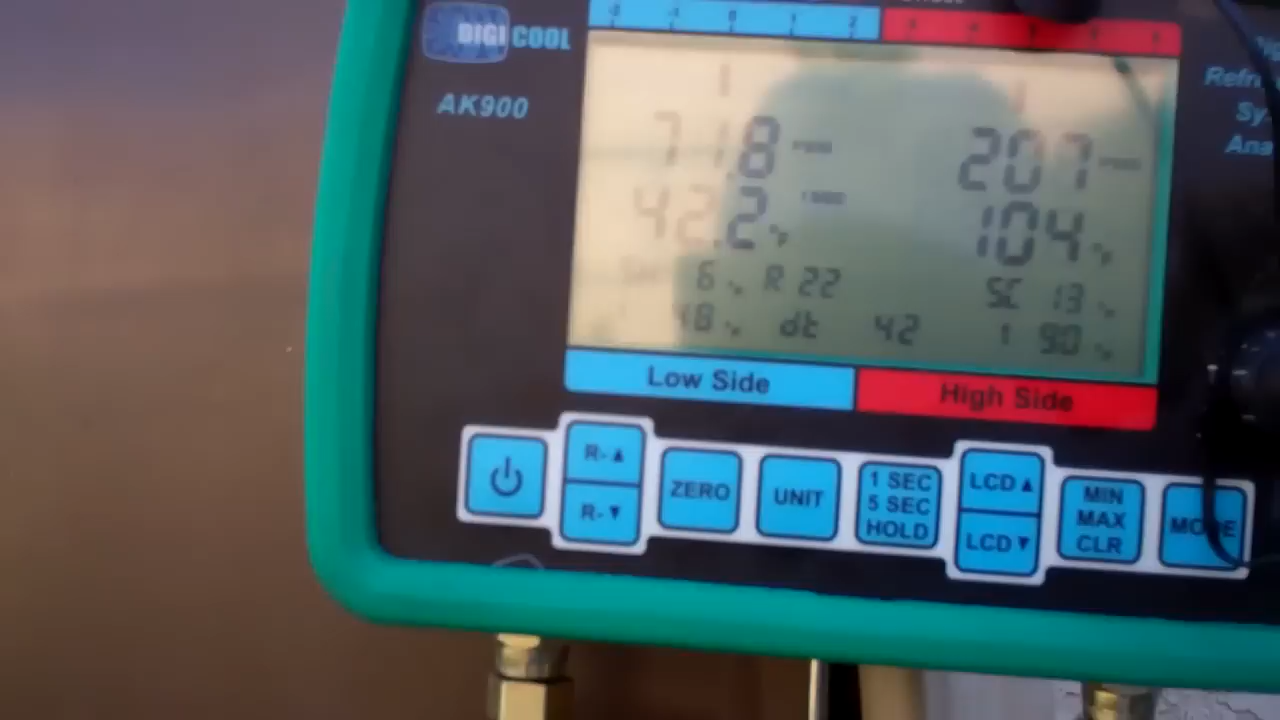 DIGI COOL
AK900
71.8
207
42.2 °F
104 °F
6 °F R 22
SC 13 °F
48 °F dt 42
90 °F
Low Side
High Side
R-▲
R-▼
ZERO
UNIT
1 SEC
5 SEC
HOLD
LCD▲
LCD▼
MIN
MAX
CLR
MODE